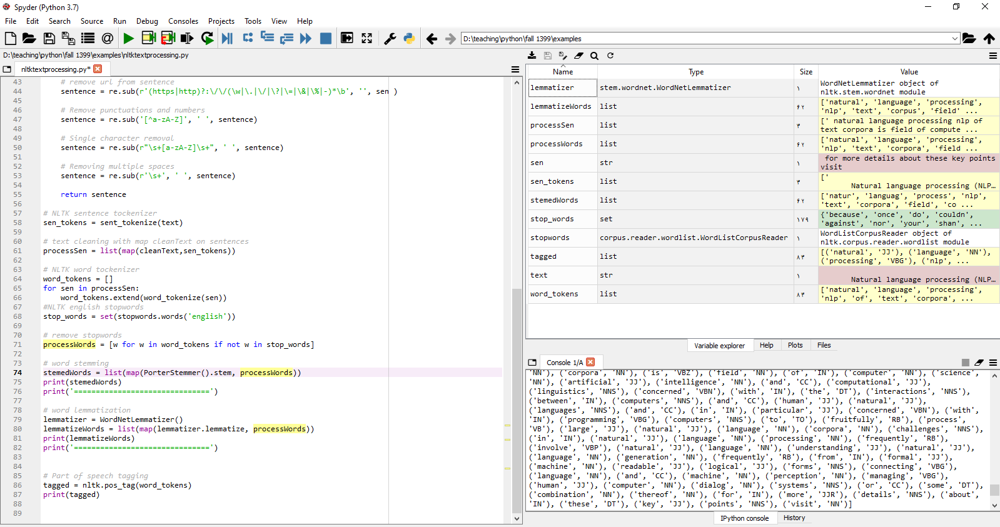 Spyder (Python 3.7)
File Edit Search Source Run Debug Consoles Projects Tools View Help
D:\teaching\python\fall 1399\examples
D:\teaching\python\fall 1399\examples\nltktextprocessing.py
nltktextprocessing.py*
43 # remove url from sentence
44 sentence = re.sub(r'(https|http)?:\/\/(\w|\.|\/|\?|\=|\&|\%|-)*\b', '', sen )
45
46 # Remove punctuations and numbers
47 sentence = re.sub('[^a-zA-Z]', ' ', sentence)
48
49 # Single character removal
50 sentence = re.sub(r"\s+[a-zA-Z]\s+", ' ', sentence)
51
52 # Removing multiple spaces
53 sentence = re.sub(r'\s+', ' ', sentence)
54
55 return sentence
56
57 # NLTK sentence tockenizer
58 sen_tokens = sent_tokenize(text)
59
60 # text cleaning with map cleanText on sentences
61 processSen = list(map(cleanText,sen_tokens))
62
63 # NLTK word tockenizer
64 word_tokens = []
65 for sen in processSen:
66 word_tokens.extend(word_tokenize(sen))
67 #NLTK english stopwords
68 stop_words = set(stopwords.words('english'))
69
70 # remove stopwords
71 processWords = [w for w in word_tokens if not w in stop_words]
72
73 # word stemming
74 stemedWords = list(map(PorterStemmer().stem, processWords))
75 print(stemedWords)
76 print('===============================')
77
78 # word lemmatization
79 lemmatizer = WordNetLemmatizer()
80 lemmatizeWords = list(map(lemmatizer.lemmatize, processWords))
81 print(lemmatizeWords)
82 print('===============================')
83
84
85 # Part of speech tagging
86 tagged = nltk.pos_tag(word_tokens)
87 print(tagged)
88
89
Name Type Size Value
lemmatizer stem.wordnet.WordNetLemmatizer ۱ WordNetLemmatizer object of
nltk.stem.wordnet module
lemmatizeWords list ۶۲ ['natural', 'language', 'processing',
'nlp', 'text', 'corpus', 'field' ...
processSen list ۳ [' natural language processing nlp of
text corpora is field of compute ...
processWords list ۶۲ ['natural', 'language', 'processing',
'nlp', 'text', 'corpora', 'field ...
sen str ۱ for more details about these key points
visit
sen_tokens list ۳ ['
Natural language processing (NLP...
stemedWords list ۶۲ ['natur', 'languag', 'process', 'nlp',
'text', 'corpora', 'field', 'co ...
stop_words set ۱۷۹ {'because', 'once', 'do', 'couldn',
'against', 'nor', 'your', 'shan' ...
stopwords corpus.reader.wordlist.WordListCorpusReader ۱ WordListCorpusReader object of
nltk.corpus.reader.wordlist module
tagged list ۸۳ [('natural', 'JJ'), ('language', 'NN'),
('processing', 'VBG'), ('nlp', ...
text str ۱
Natural language processing (NLP...
word_tokens list ۸۳ ['natural', 'language', 'processing',
'nlp', 'of', 'text', 'corpora', ...
Variable explorer Help Plots Files
Console 1/A
'NN'), ('corpora', 'NN'), ('is', 'VBZ'), ('field', 'NN'), ('of', 'IN'), ('computer', 'NN'), ('science',
'NN'), ('artificial', 'JJ'), ('intelligence', 'NN'), ('and', 'CC'), ('computational', 'JJ'),
('linguistics', 'NNS'), ('concerned', 'VBN'), ('with', 'IN'), ('the', 'DT'), ('interactions', 'NNS'),
('between', 'IN'), ('computers', 'NNS'), ('and', 'CC'), ('human', 'JJ'), ('natural', 'JJ'),
('languages', 'NNS'), ('and', 'CC'), ('in', 'IN'), ('particular', 'JJ'), ('concerned', 'VBN'), ('with',
'IN'), ('programming', 'VBG'), ('computers', 'NNS'), ('to', 'TO'), ('fruitfully', 'RB'), ('process',
'VB'), ('large', 'JJ'), ('natural', 'JJ'), ('language', 'NN'), ('corpora', 'NN'), ('challenges', 'NNS'),
('in', 'IN'), ('natural', 'JJ'), ('language', 'NN'), ('processing', 'NN'), ('frequently', 'RB'),
('involve', 'VBP'), ('natural', 'JJ'), ('language', 'NN'), ('understanding', 'JJ'), ('natural', 'JJ'),
('language', 'NN'), ('generation', 'NN'), ('frequently', 'RB'), ('from', 'IN'), ('formal', 'JJ'),
('machine', 'NN'), ('readable', 'JJ'), ('logical', 'JJ'), ('forms', 'NNS'), ('connecting', 'VBG'),
('language', 'NN'), ('and', 'CC'), ('machine', 'NN'), ('perception', 'NN'), ('managing', 'VBG'),
('human', 'JJ'), ('computer', 'NN'), ('dialog', 'NN'), ('systems', 'NNS'), ('or', 'CC'), ('some', 'DT'),
('combination', 'NN'), ('thereof', 'NN'), ('for', 'IN'), ('more', 'JJR'), ('details', 'NNS'), ('about',
'IN'), ('these', 'DT'), ('key', 'JJ'), ('points', 'NNS'), ('visit', 'NN')]
IPython console History